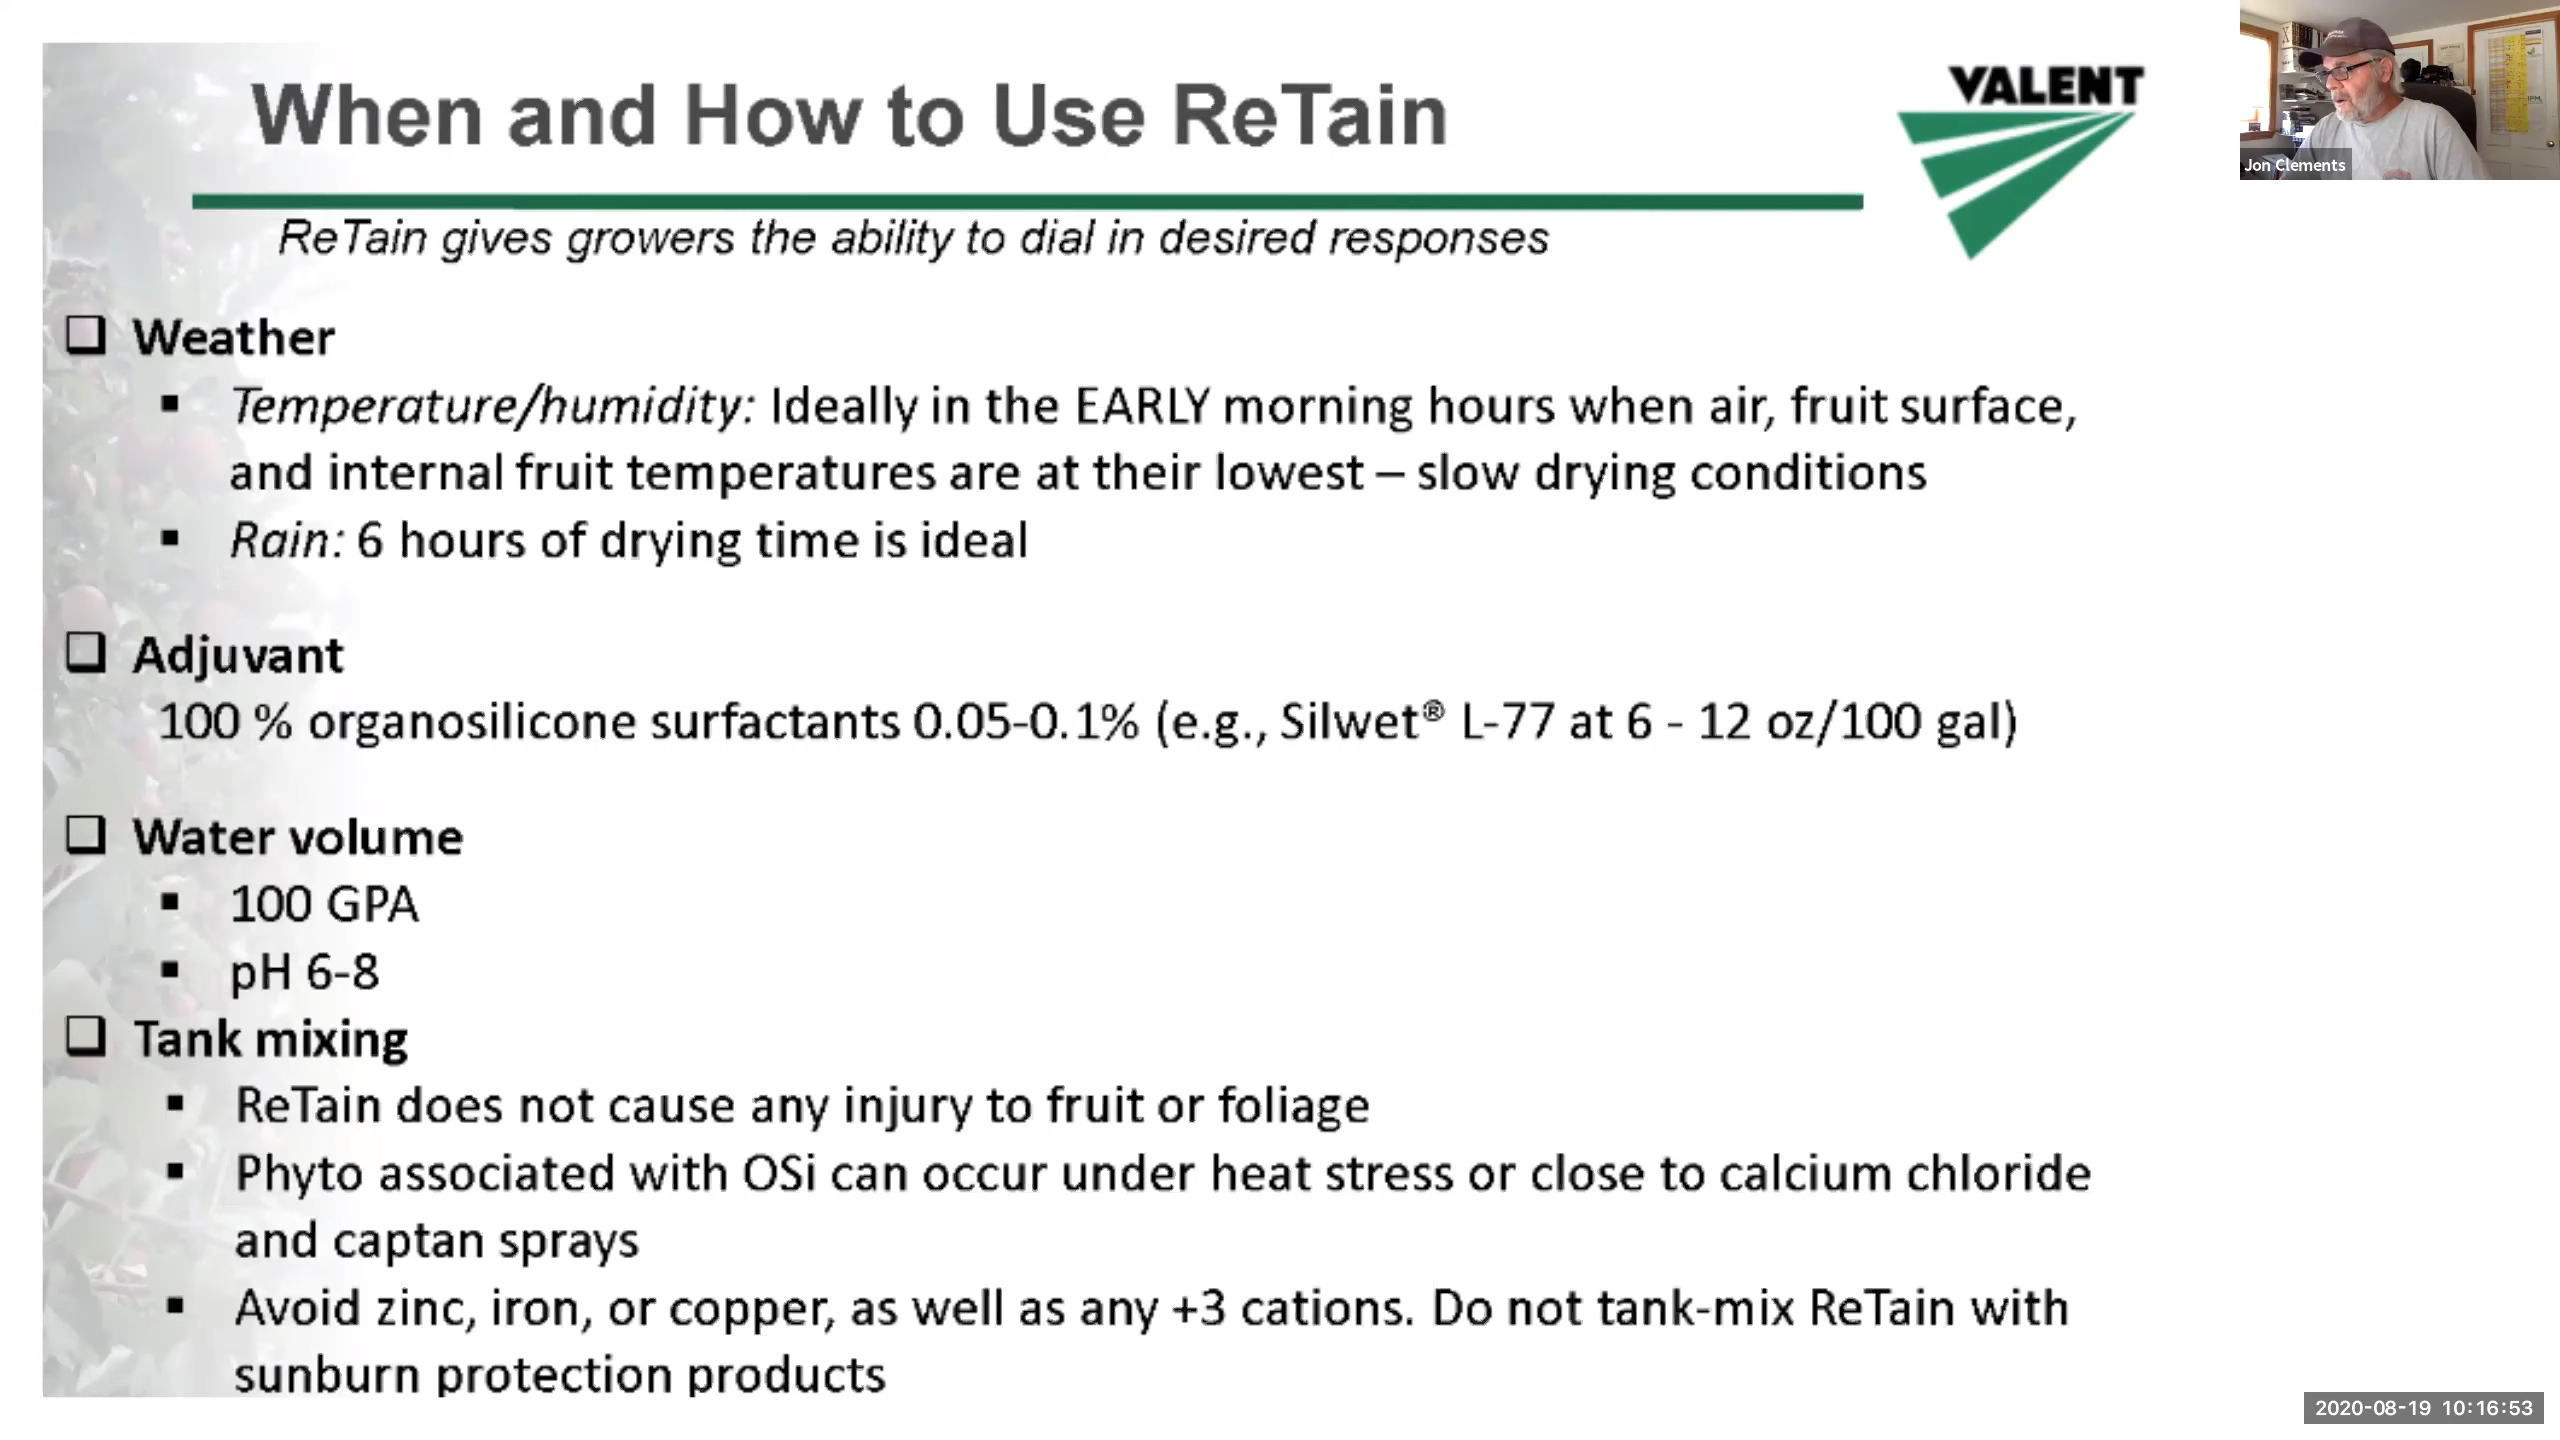 When and How to Use ReTain
VALENT
Jon Clements
ReTain gives growers the ability to dial in desired responses
❑ Weather
▪ Temperature/humidity: Ideally in the EARLY morning hours when air, fruit surface,
and internal fruit temperatures are at their lowest – slow drying conditions
▪ Rain: 6 hours of drying time is ideal
❑ Adjuvant
100 % organosilicone surfactants 0.05-0.1% (e.g., Silwet® L-77 at 6 - 12 oz/100 gal)
❑ Water volume
▪ 100 GPA
▪ pH 6-8
❑ Tank mixing
▪ ReTain does not cause any injury to fruit or foliage
▪ Phyto associated with OSi can occur under heat stress or close to calcium chloride
and captan sprays
▪ Avoid zinc, iron, or copper, as well as any +3 cations. Do not tank-mix ReTain with
sunburn protection products
2020-08-19 10:16:53